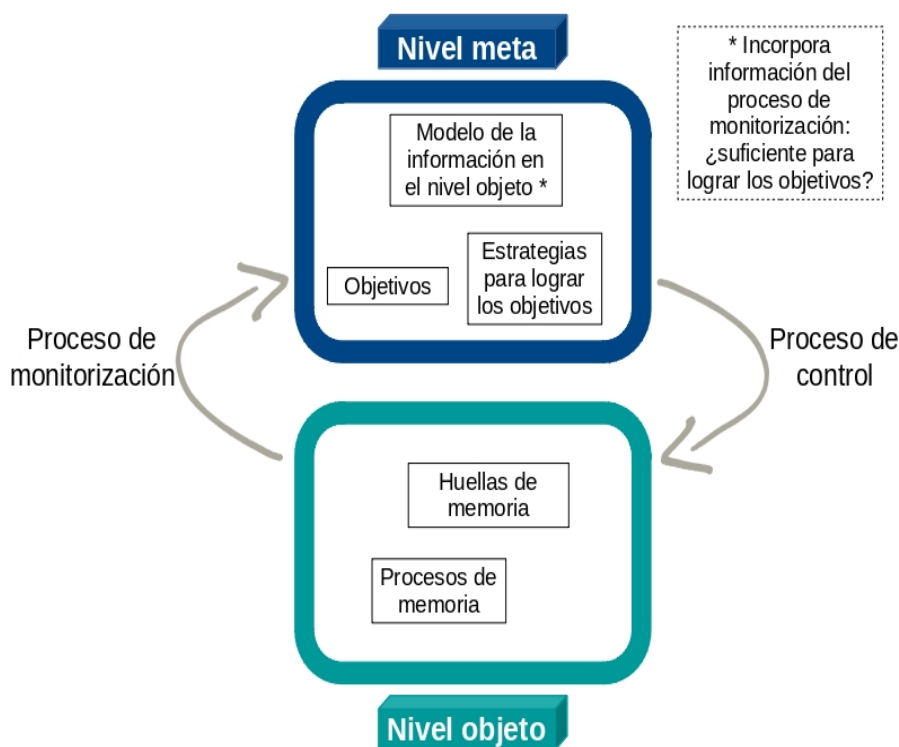 Nivel meta
* Incorpora
información del
proceso de
monitorización:
¿suficiente para
lograr los objetivos?
Modelo de la
información en
el nivel objeto *
Estrategias
para lograr
los objetivos
Objetivos
Proceso de
monitorización
Proceso de
control
Huellas de
memoria
Procesos de
memoria
Nivel objeto